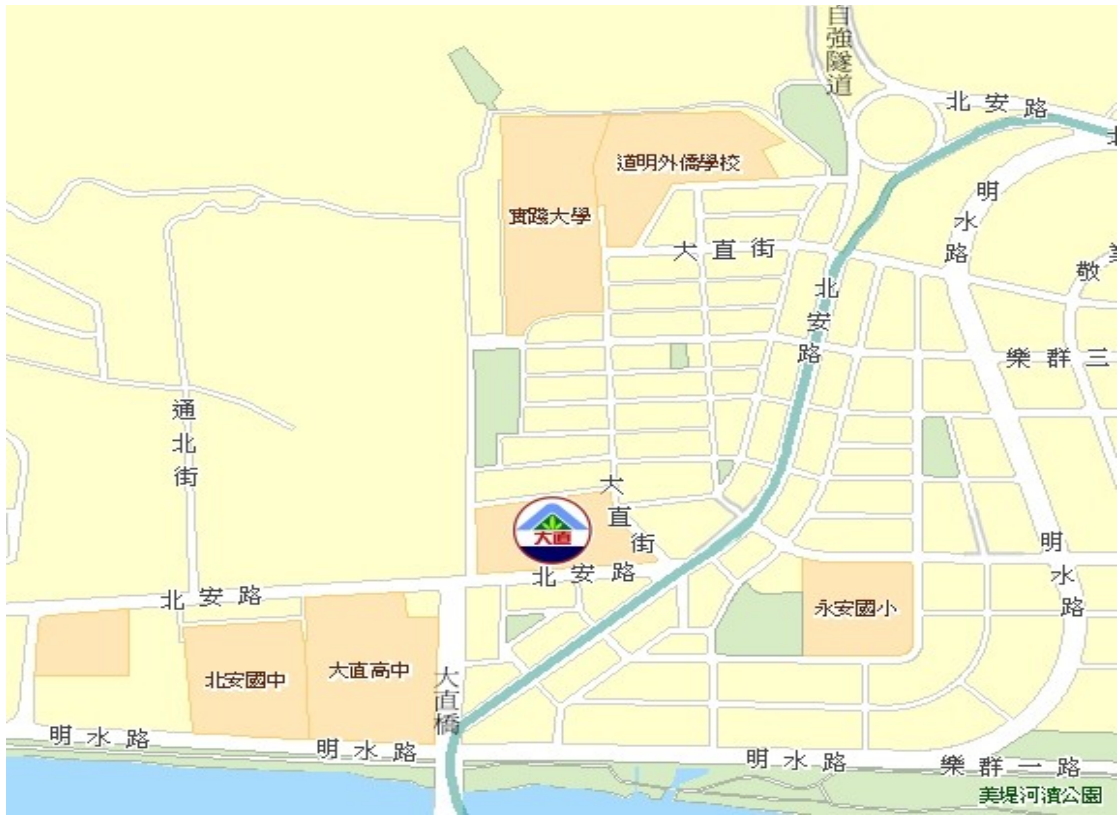 自強隧道
北安路
北
道明外僑學校
明水路
實踐大學
大直街
敬
北安路
樂群三
通北街
大直街
大直
北安路
明水路
北安路
永安國小
北安國中
大直高中
大直橋
明水路
明水路
明水路
樂群一路
美堤河濱公園